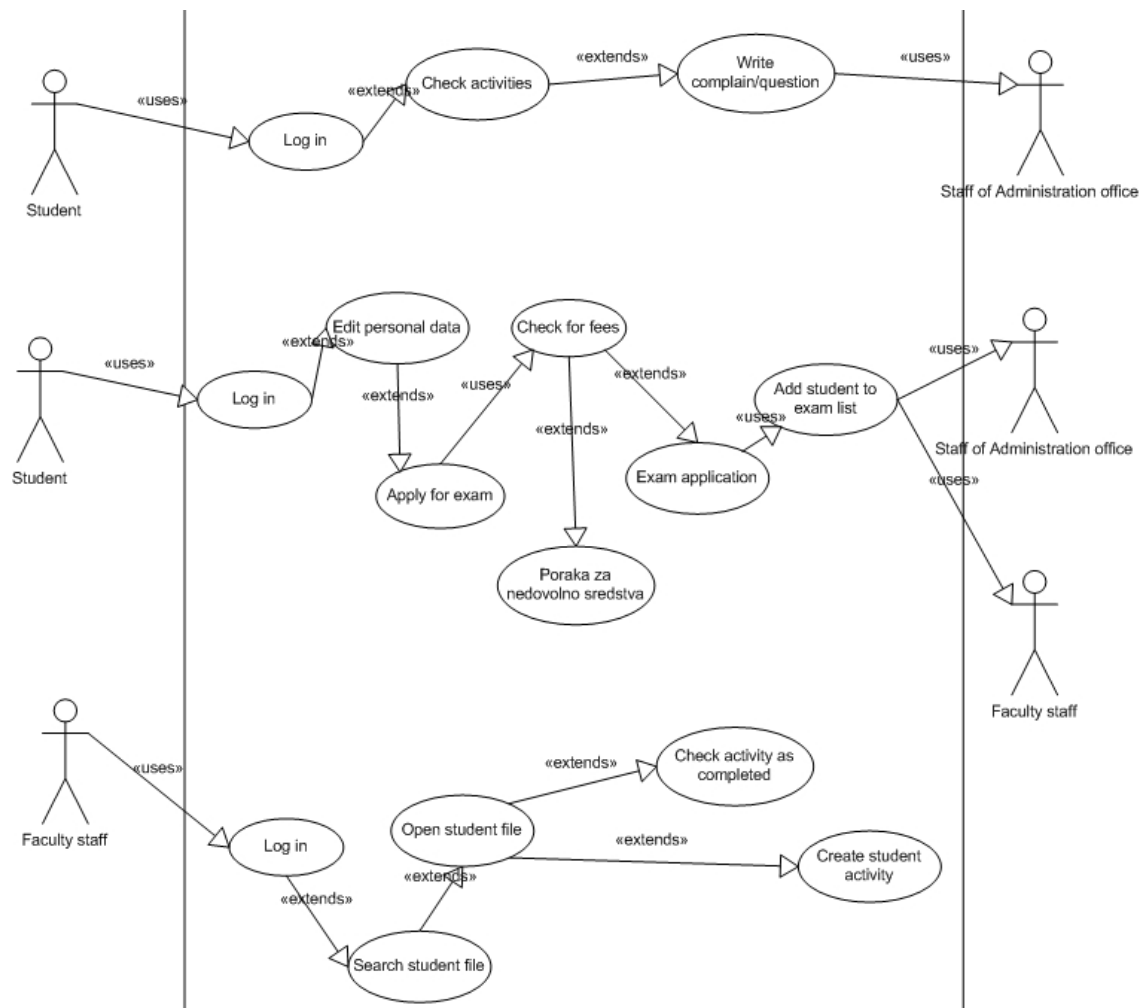 «uses»
«extends»
«extends»
«uses»
Check activities
Write
complain/question
Log in
Student
Staff of Administration office
Edit personal data
Check for fees
«extends»
«uses»
«uses»
«extends»
«uses»
«extends»
Log in
Add student to
exam list
«uses»
«extends»
Student
Staff of Administration office
Apply for exam
Exam application
«uses»
Poraka za
nedovolno sredstva
Faculty staff
Check activity as
completed
«extends»
«uses»
Faculty staff
Log in
Open student file
«extends»
Create student
activity
«extends»
«extends»
Search student file